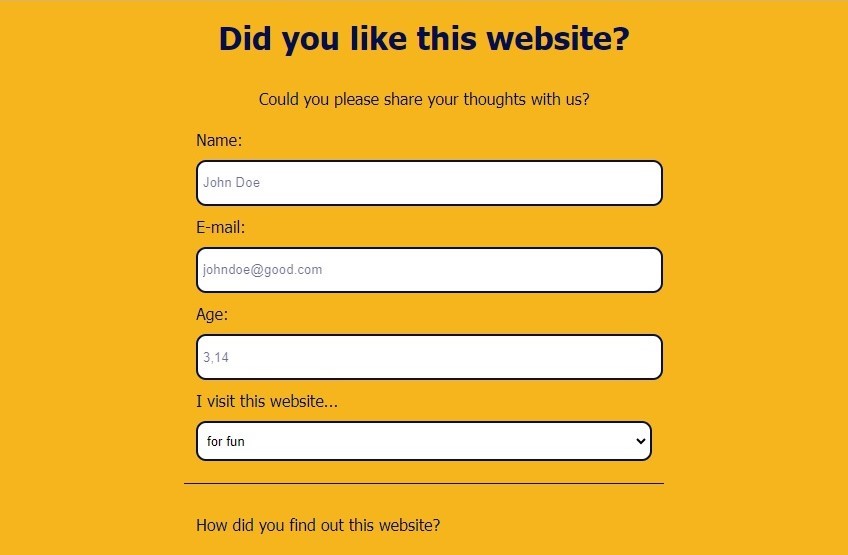 Did you like this website?
Could you please share your thoughts with us?
Name:
John Doe
E-mail:
johndoe@good.com
Age:
3,14
I visit this website...
for fun
How did you find out this website?